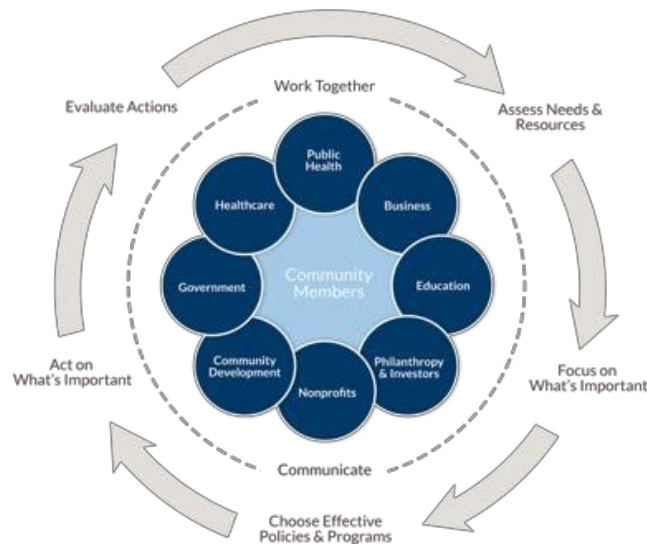 Work Together
Evaluate Actions
Assess Needs &
Resources
Public
Health
Healthcare
Business
Government
Community
Members
Education
Community
Development
Philanthropy
& Investors
Nonprofits
Act on
What's Important
Focus on
What's Important
Communicate
Choose Effective
Policies & Programs